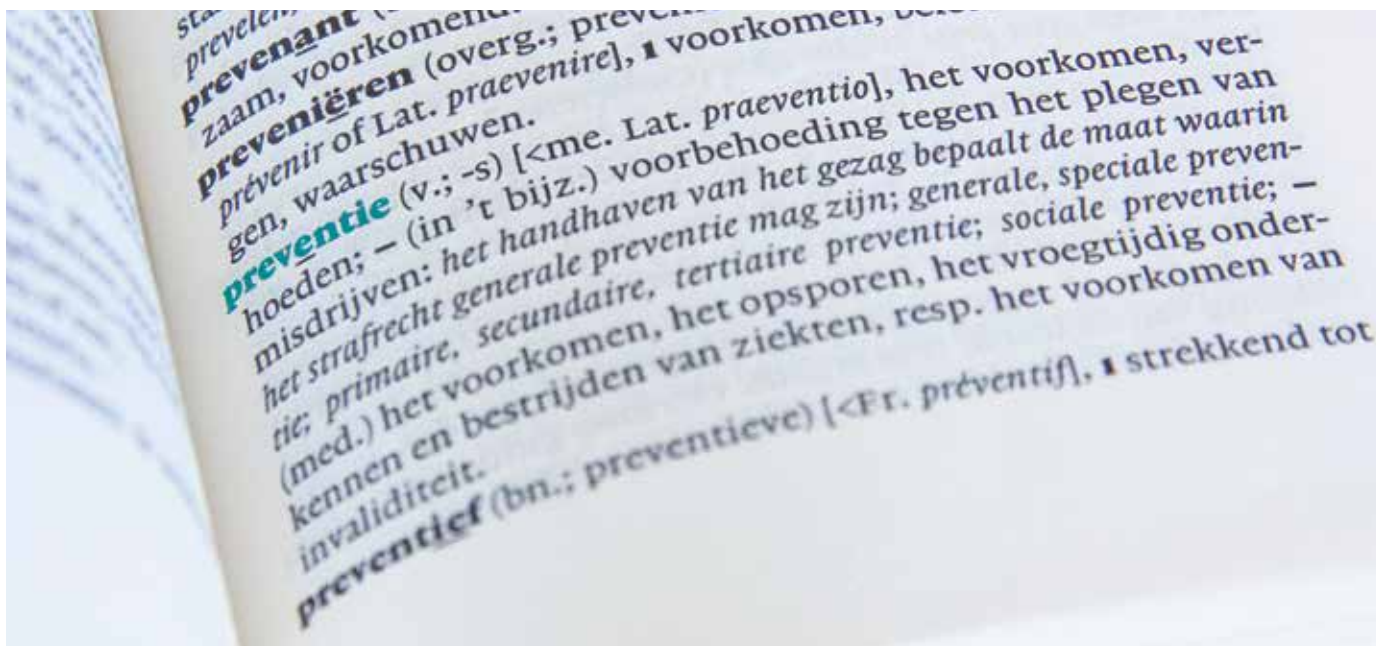 prevelen
prevenant
zaam, voorkomend.
preveniëren (overg.; preven
prévenir of Lat. praevenire], 1 voorkomen,
gen, waarschuwen.
preventie (v.; -s) [<me. Lat. praeventio], het voorkomen, ver-
hoeden; – (in 't bijz.) voorbehoeding tegen het plegen van
misdrijven: het handhaven van het gezag bepaalt de maat waarin
het strafrecht generale preventie mag zijn; generale, speciale preven-
tie; primaire, secundaire, tertiaire preventie; sociale preventie; –
(med.) het voorkomen, het opsporen, het vroegtijdig onder-
kennen en bestrijden van ziekten, resp. het voorkomen van
invaliditeit.
preventief (bn.; preventieve) [<Fr. préventif], 1 strekkend tot